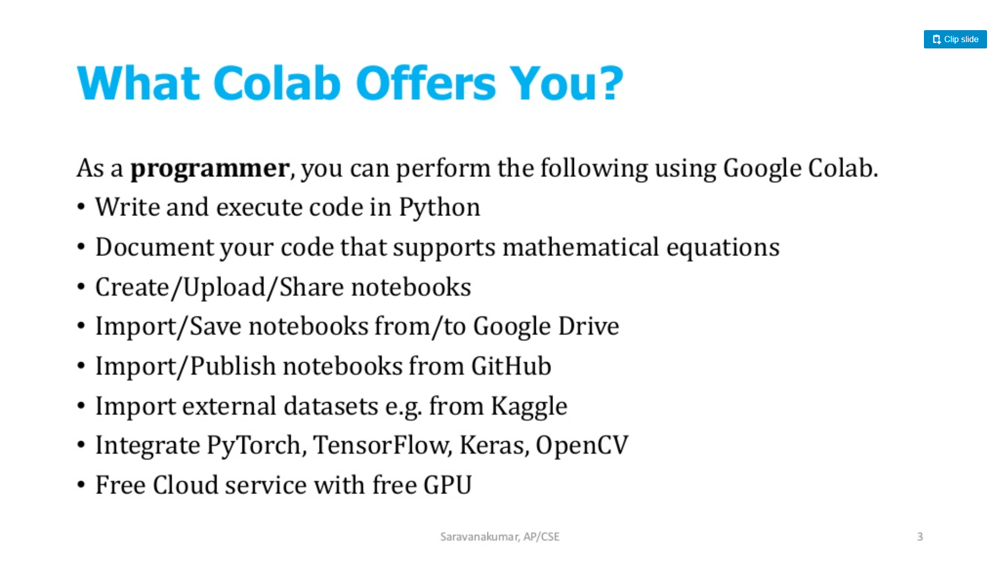 Clip slide
What Colab Offers You?
As a programmer, you can perform the following using Google Colab.
• Write and execute code in Python
• Document your code that supports mathematical equations
• Create/Upload/Share notebooks
• Import/Save notebooks from/to Google Drive
• Import/Publish notebooks from GitHub
• Import external datasets e.g. from Kaggle
• Integrate PyTorch, TensorFlow, Keras, OpenCV
• Free Cloud service with free GPU
Saravanakumar, AP/CSE
3